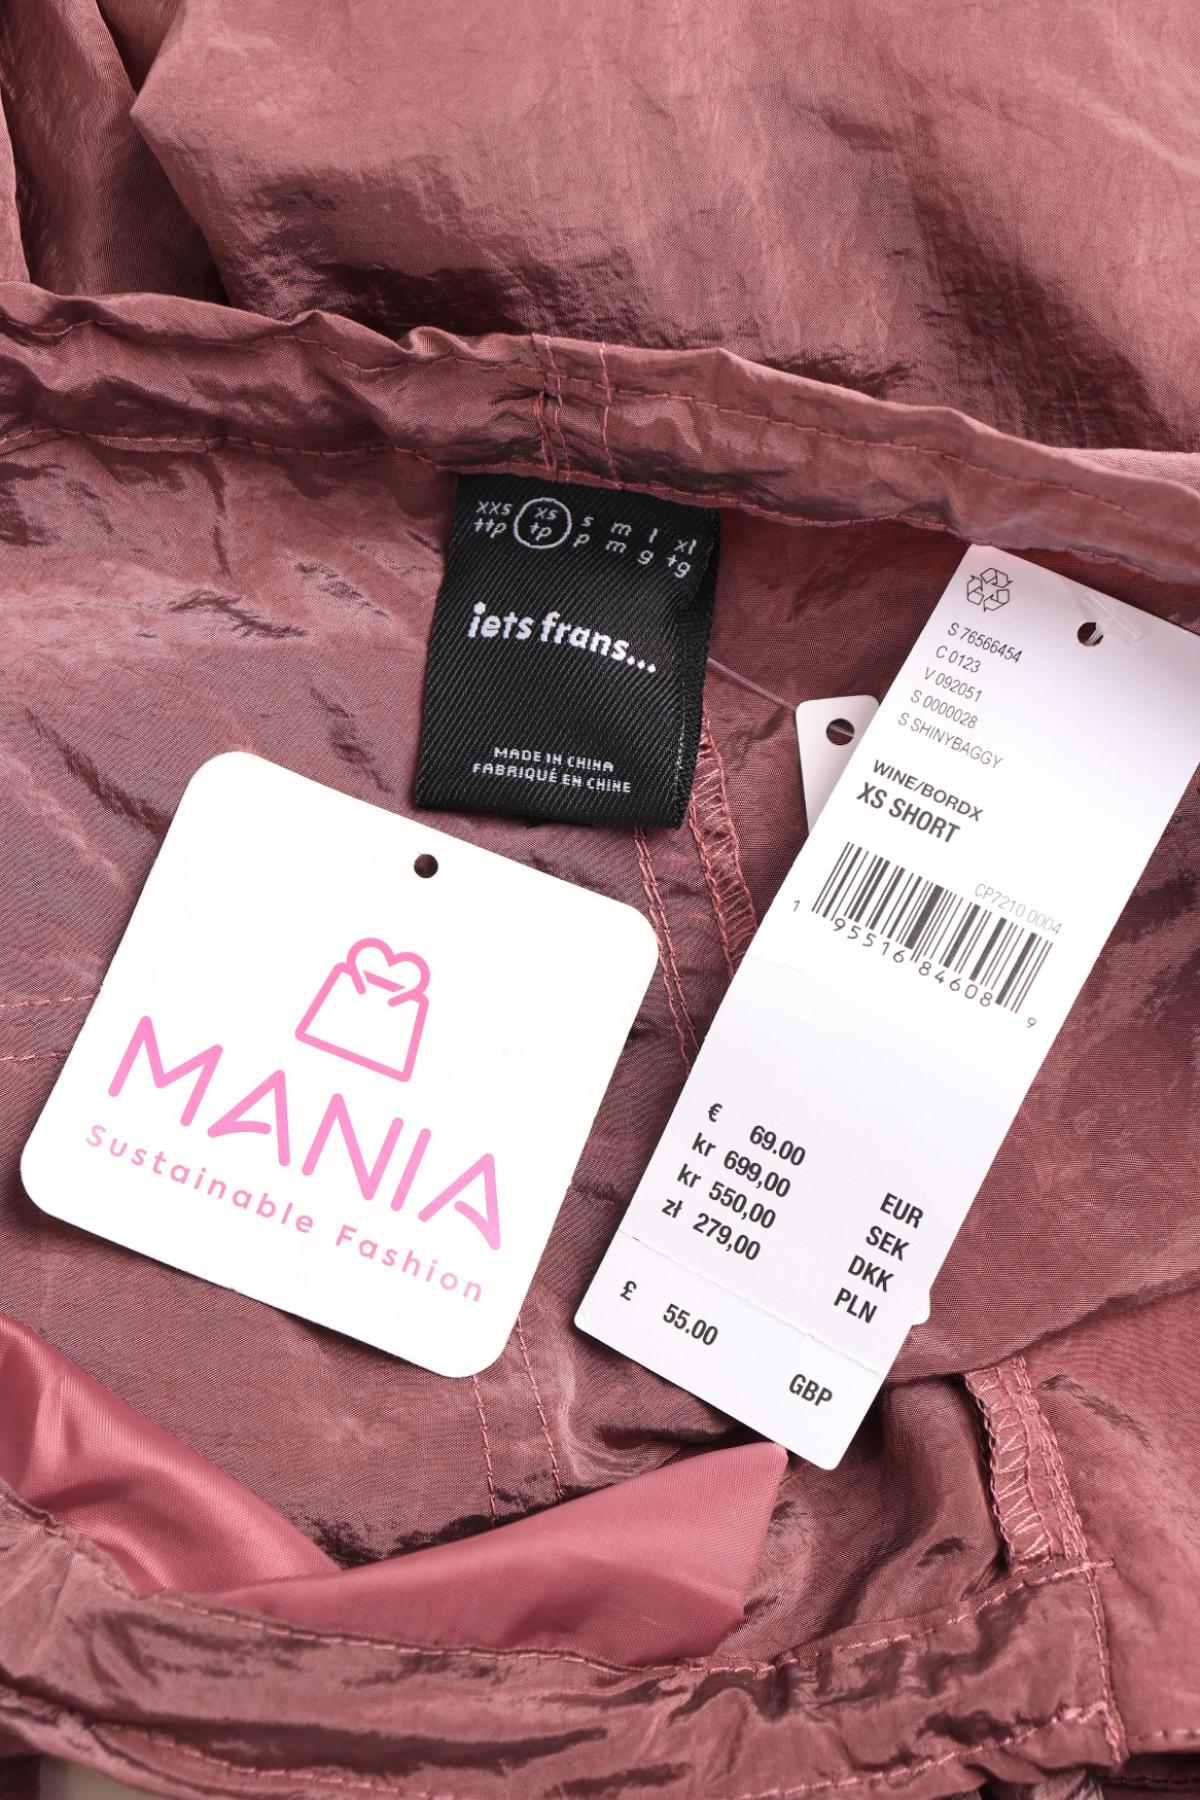 xxs xs s m l xl
ttp tp p m g tg
iets frans...
MADE IN CHINA
FABRIQUÉ EN CHINE
S 76566454
C 0123
V 092051
S 0000028
S SHINYBAGGY
WINE/BORDX
XS SHORT
CP7210 0004
1 95516 84608 9
€ 69.00 EUR
kr 699,00 SEK
kr 550,00 DKK
zł 279,00 PLN
£ 55.00 GBP
MANIA
Sustainable Fashion